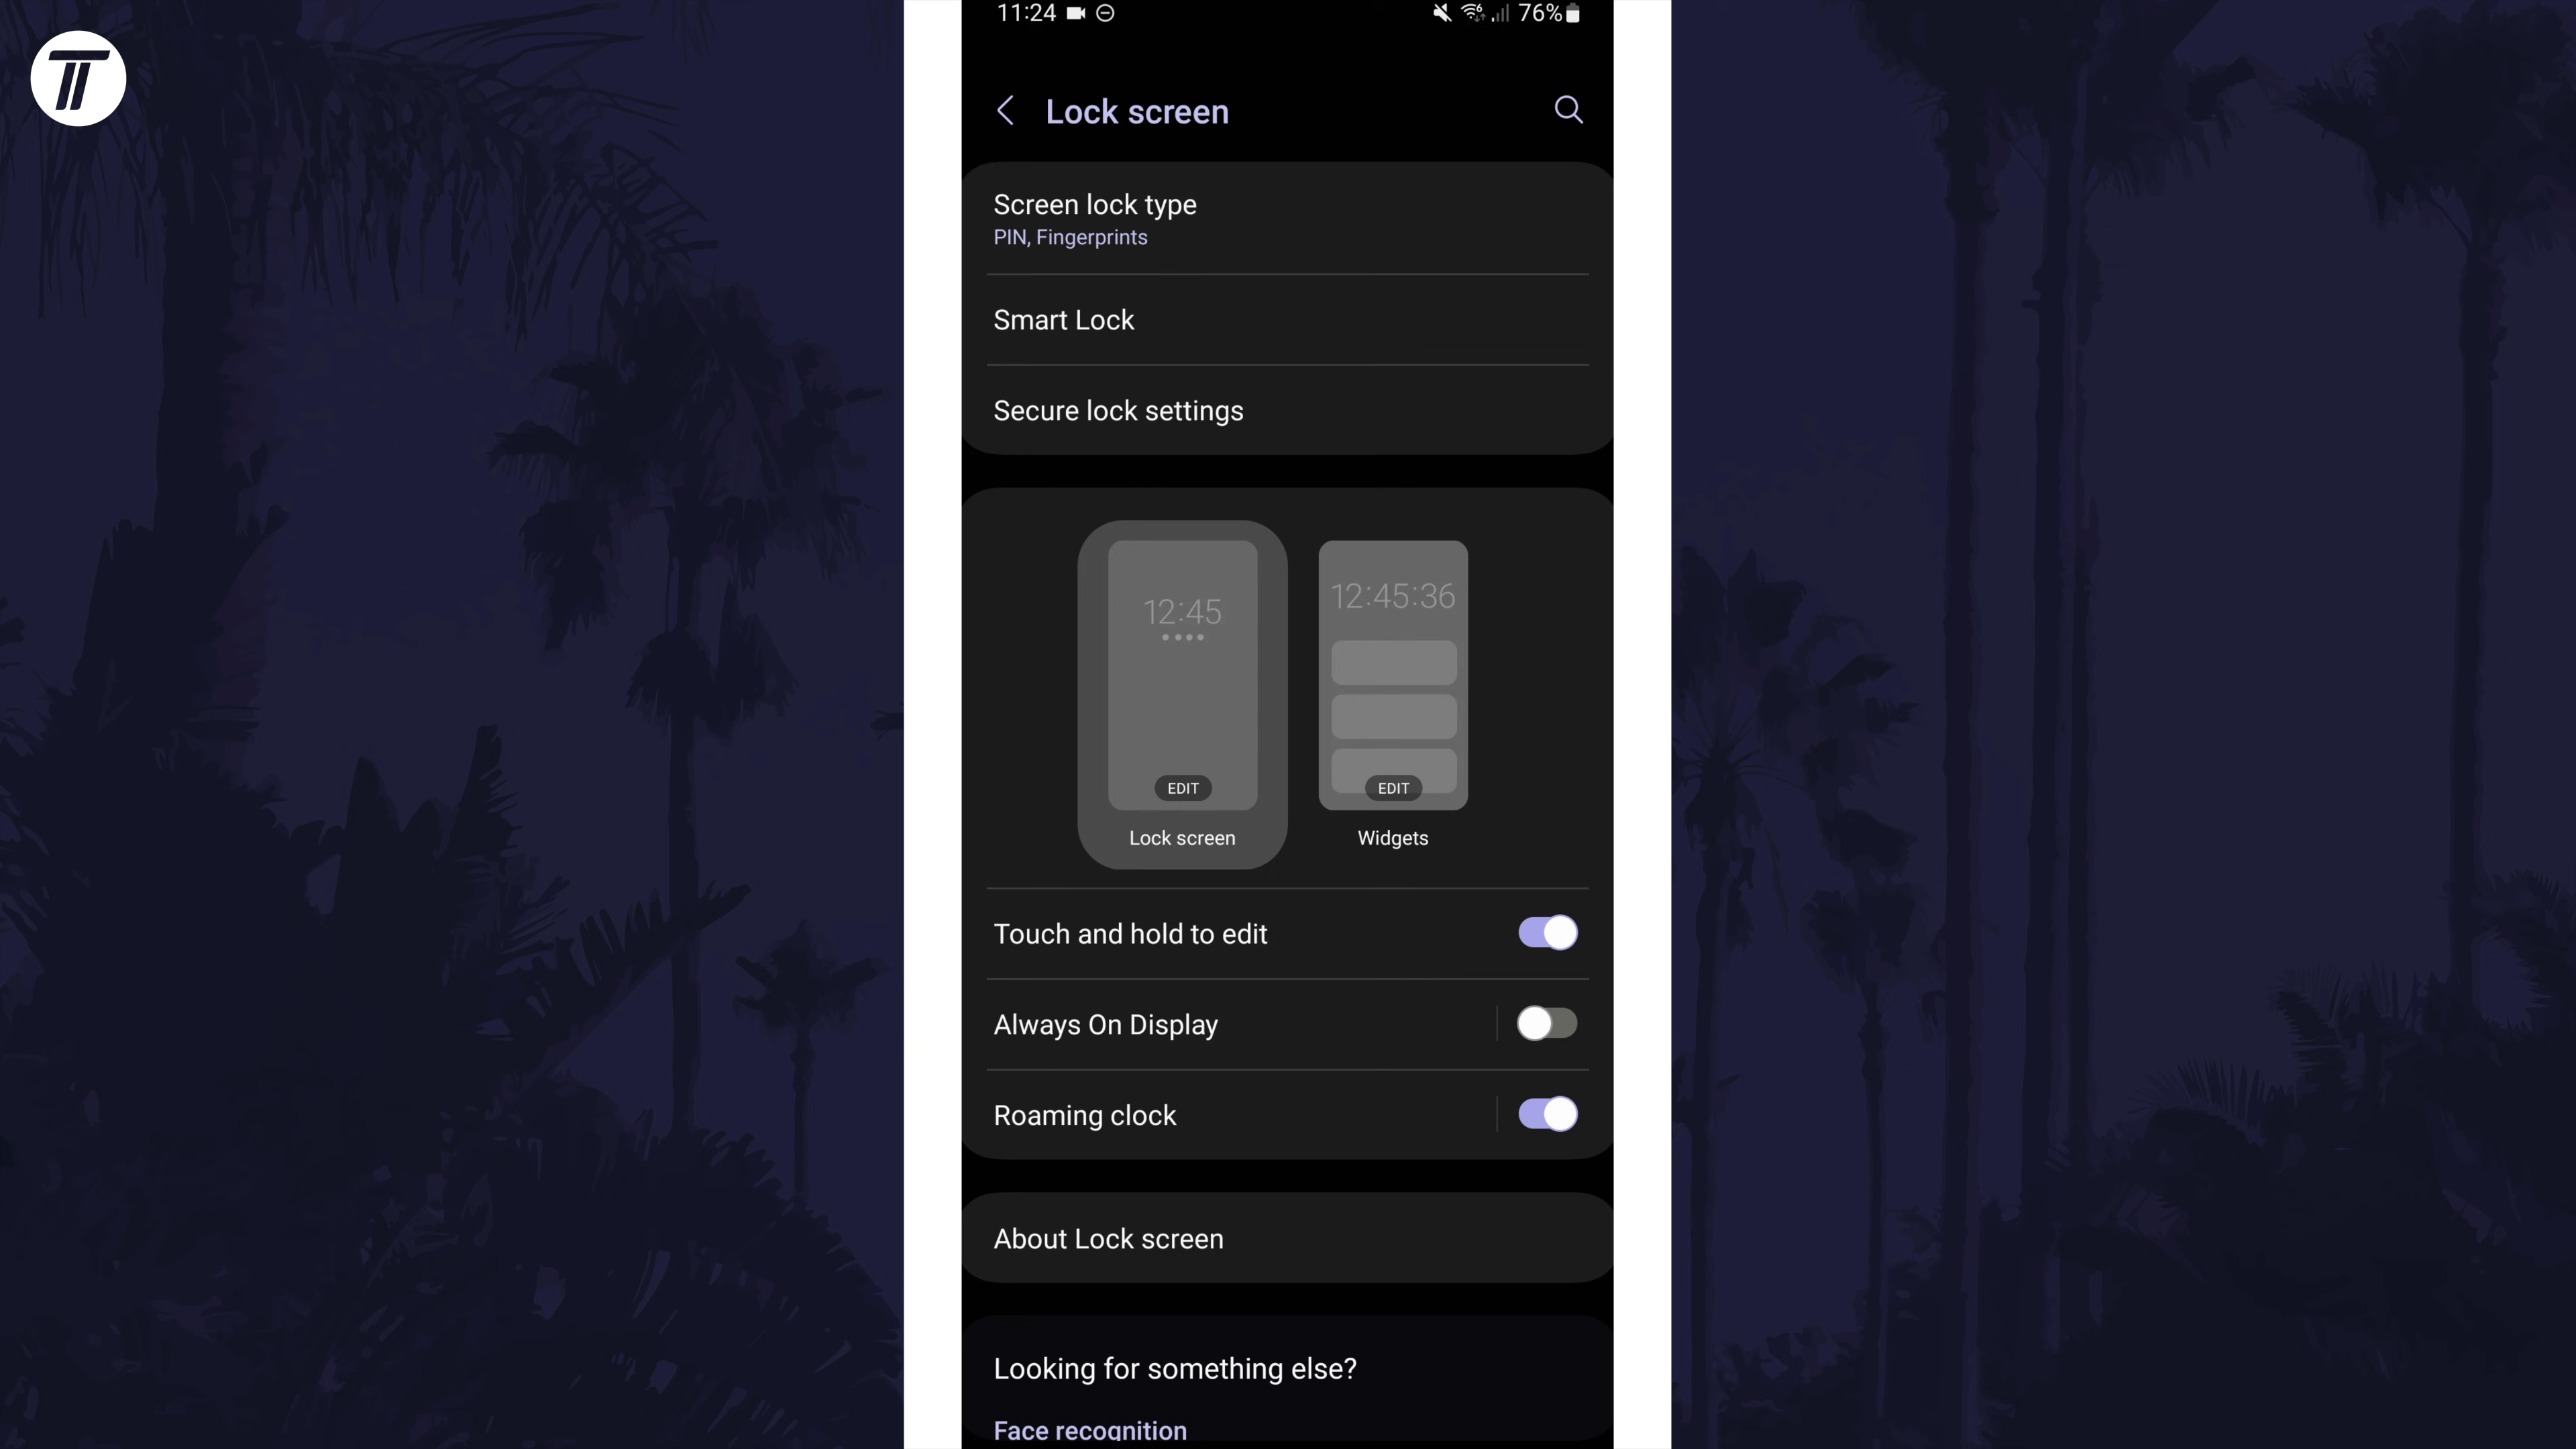 11:24 76%
Lock screen
Screen lock type
PIN, Fingerprints
Smart Lock
Secure lock settings
12:45
EDIT
Lock screen
12:45:36
EDIT
Widgets
Touch and hold to edit
Always On Display
Roaming clock
About Lock screen
Looking for something else?
Face recognition